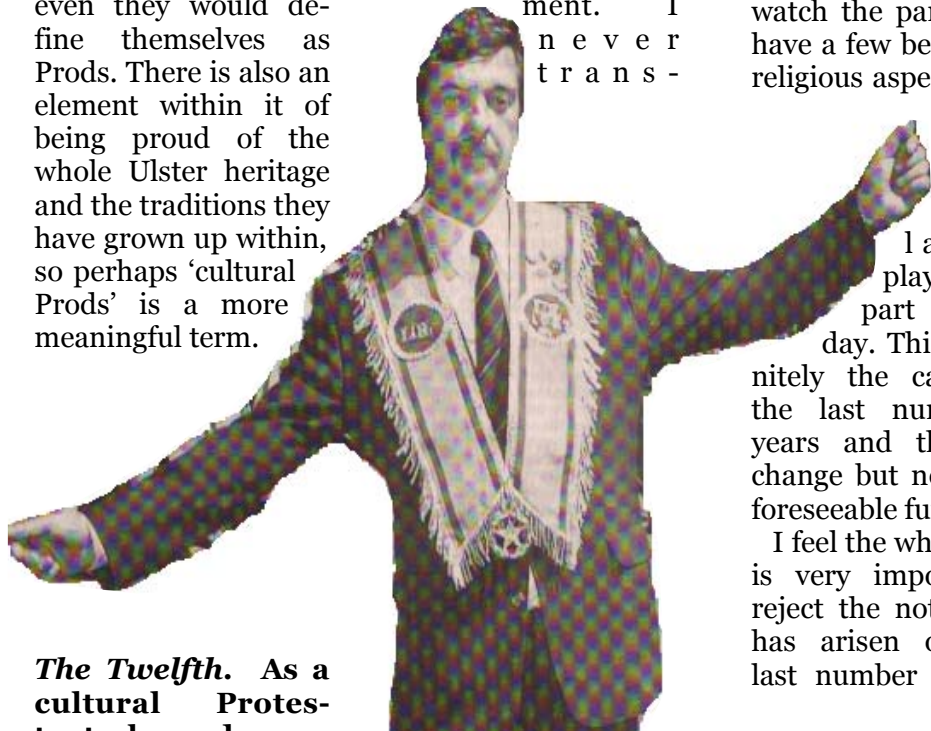 even they would de-
fine themselves as
Prods. There is also an
element within it of
being proud of the
whole Ulster heritage
and the traditions they
have grown up within,
so perhaps ‘cultural
Prods’ is a more
meaningful term.
The Twelfth. As a
cultural Protes-
ment. I
never
trans-
watch the par
have a few be
religious aspe
l a
play
part
day. Thi
nitely the ca
the last nu
years and th
change but n
foreseeable fu
I feel the wh
is very impo
reject the not
has arisen o
last number